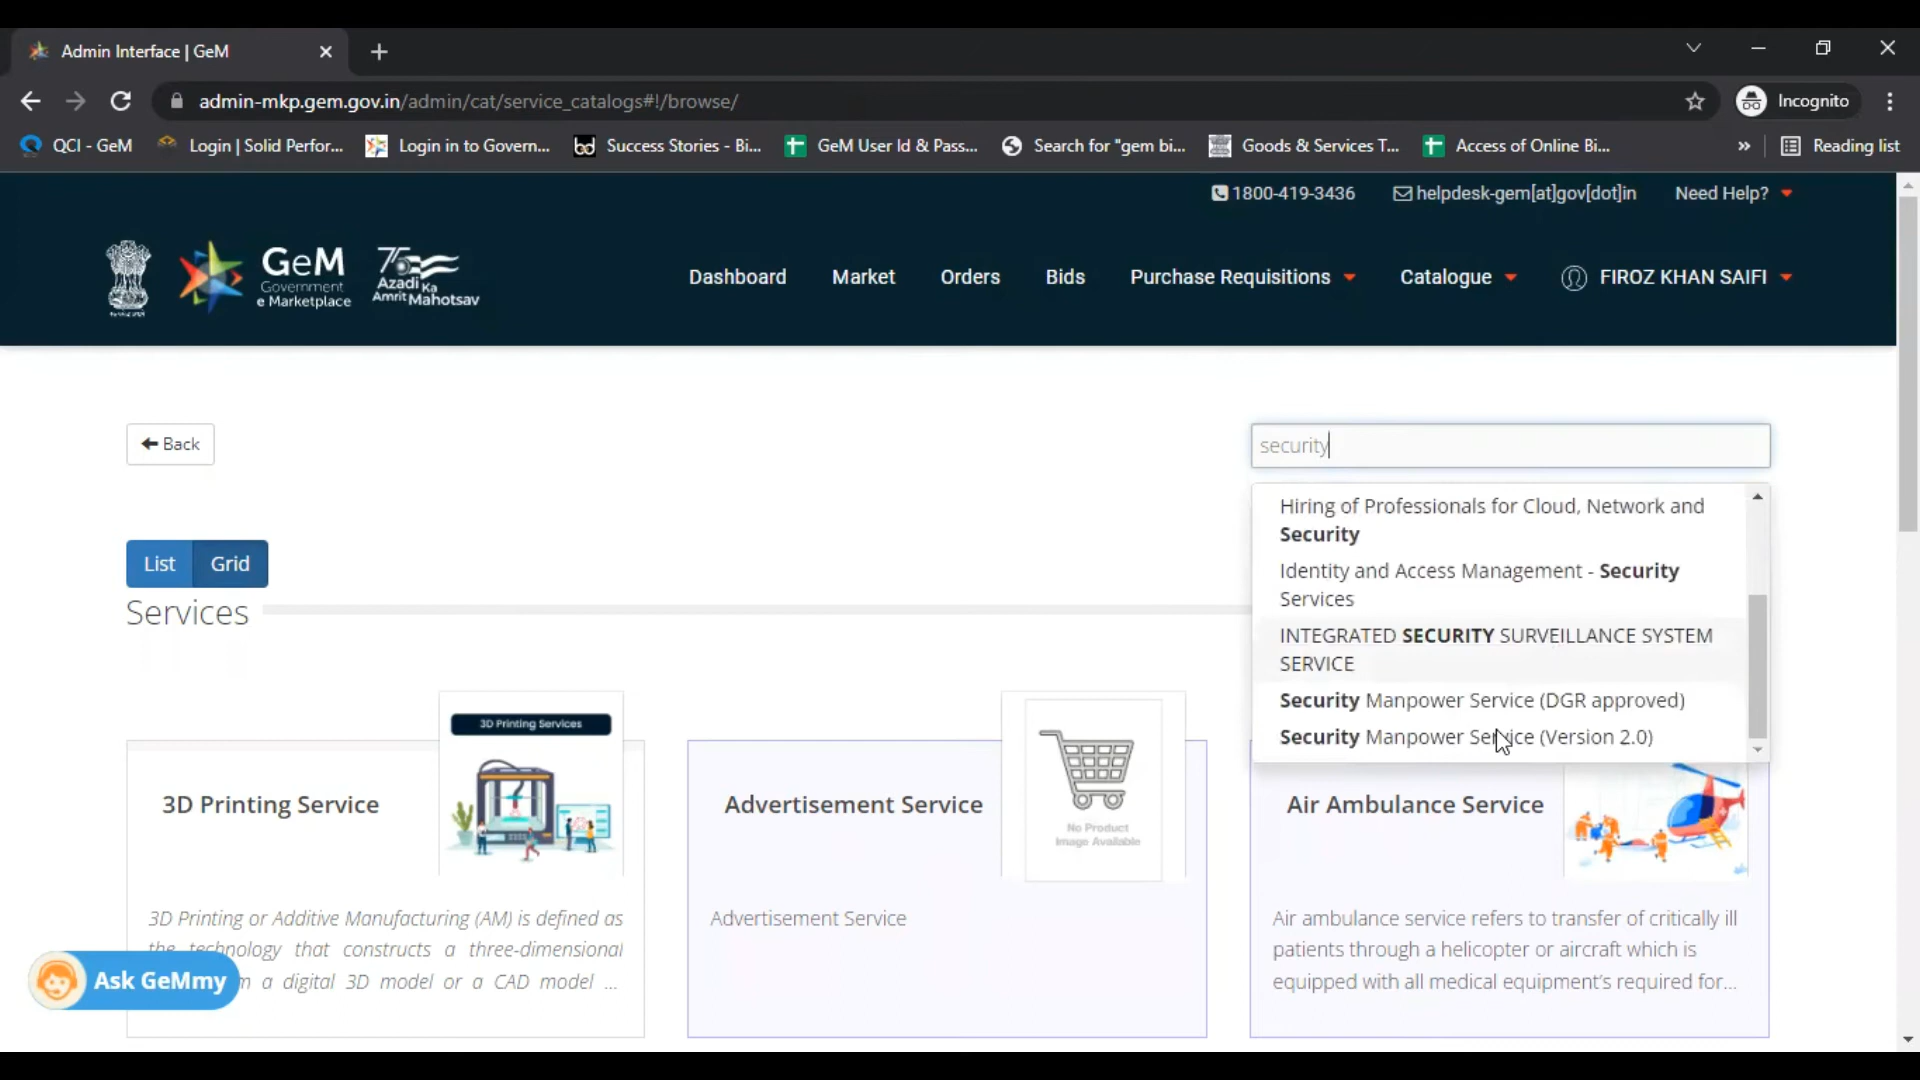 Admin Interface | GeM
admin-mkp.gem.gov.in/admin/cat/service_catalogs#!/browse/
Incognito
QCI - GeM
Login | Solid Perfor...
Login in to Govern...
Success Stories - Bi...
GeM User Id & Pass...
Search for "gem bi...
Goods & Services T...
Access of Online Bi...
»
Reading list
1800-419-3436
helpdesk-gem[at]gov[dot]in
Need Help?
GeM
Government
e Marketplace
75
Azadi Ka
Amrit Mahotsav
Dashboard
Market
Orders
Bids
Purchase Requisitions
Catalogue
FIROZ KHAN SAIFI
Back
security
Hiring of Professionals for Cloud, Network and
Security
Identity and Access Management - Security
Services
INTEGRATED SECURITY SURVEILLANCE SYSTEM
SERVICE
Security Manpower Service (DGR approved)
Security Manpower Service (Version 2.0)
List
Grid
Services
3D Printing Services
3D Printing Service
3D Printing or Additive Manufacturing (AM) is defined as
the technology that constructs a three-dimensional
m a digital 3D model or a CAD model ...
Advertisement Service
No Product
Image Available
Advertisement Service
Air Ambulance Service
Air ambulance service refers to transfer of critically ill
patients through a helicopter or aircraft which is
equipped with all medical equipment's required for...
Ask GeMmy